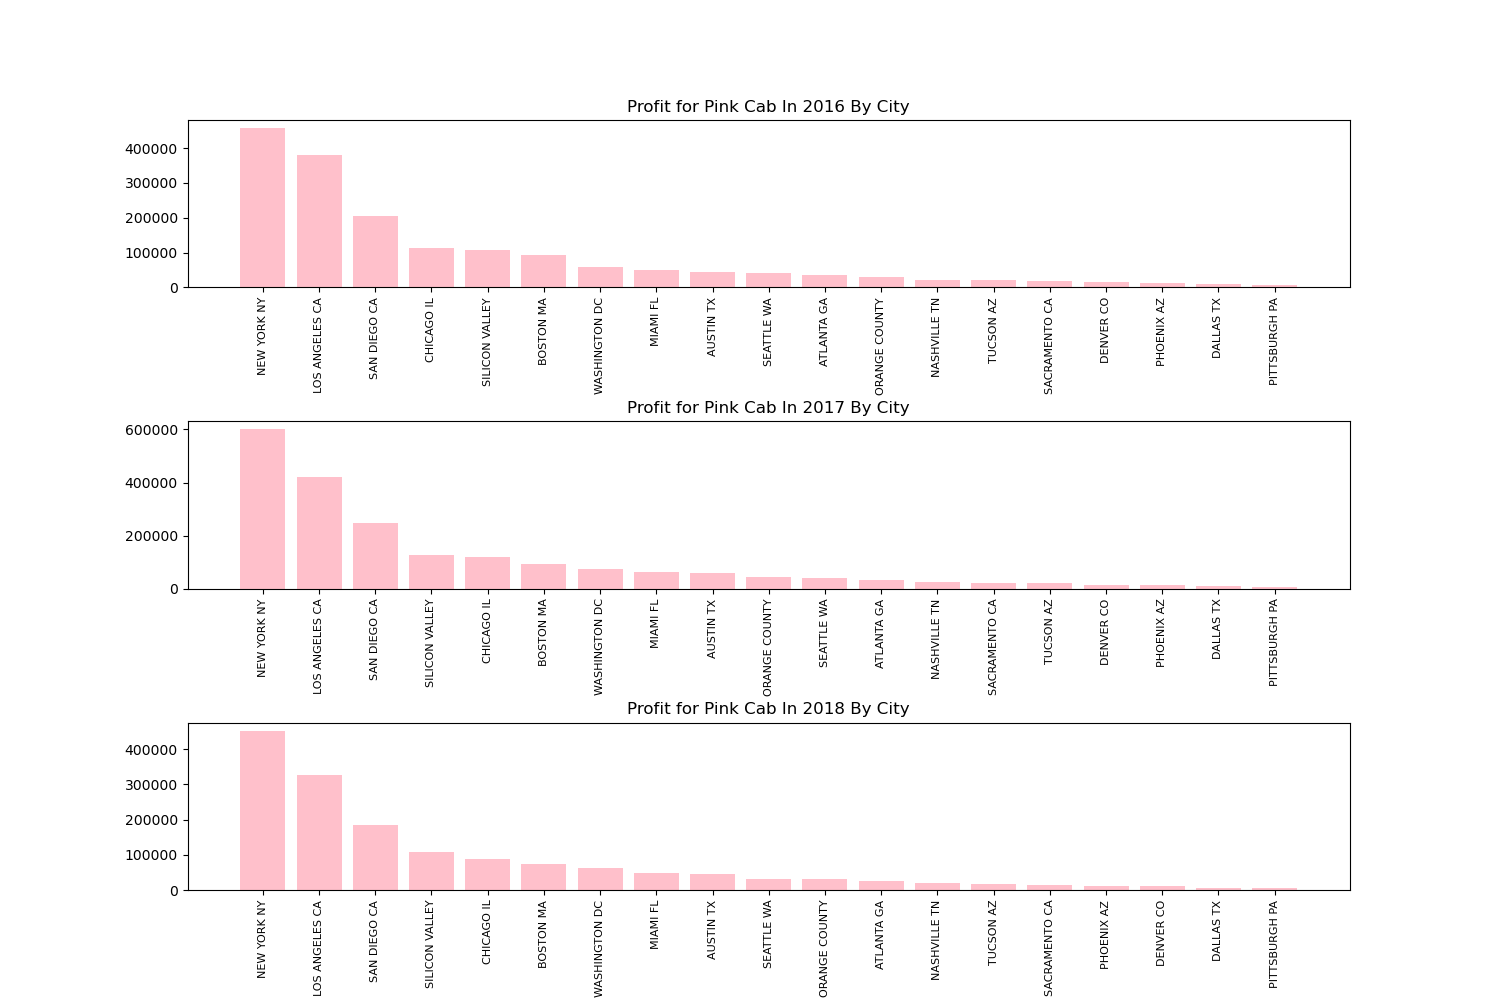 Profit for Pink Cab In 2016 By City
400000
300000
200000
100000
0
NEW YORK NY
LOS ANGELES CA
SAN DIEGO CA
CHICAGO IL
SILICON VALLEY
BOSTON MA
WASHINGTON DC
MIAMI FL
AUSTIN TX
SEATTLE WA
ATLANTA GA
ORANGE COUNTY
NASHVILLE TN
TUCSON AZ
SACRAMENTO CA
DENVER CO
PHOENIX AZ
DALLAS TX
PITTSBURGH PA
Profit for Pink Cab In 2017 By City
600000
400000
200000
0
NEW YORK NY
LOS ANGELES CA
SAN DIEGO CA
SILICON VALLEY
CHICAGO IL
BOSTON MA
WASHINGTON DC
MIAMI FL
AUSTIN TX
ORANGE COUNTY
SEATTLE WA
ATLANTA GA
NASHVILLE TN
SACRAMENTO CA
TUCSON AZ
DENVER CO
PHOENIX AZ
DALLAS TX
PITTSBURGH PA
Profit for Pink Cab In 2018 By City
400000
300000
200000
100000
0
NEW YORK NY
LOS ANGELES CA
SAN DIEGO CA
SILICON VALLEY
CHICAGO IL
BOSTON MA
WASHINGTON DC
MIAMI FL
AUSTIN TX
SEATTLE WA
ORANGE COUNTY
ATLANTA GA
NASHVILLE TN
TUCSON AZ
SACRAMENTO CA
PHOENIX AZ
DENVER CO
DALLAS TX
PITTSBURGH PA